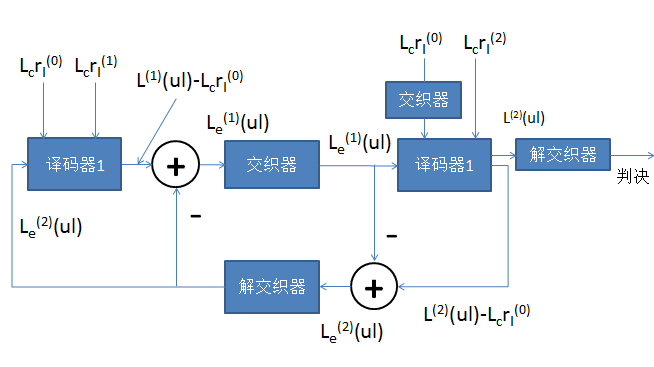 Lcrl(0)
Lcrl(1)
L(1)(ul)-Lcrl(0)
Lcrl(0)
Lcrl(2)
交织器
Le(1)(ul)
Le(1)(ul)
L(2)(ul)
译码器1
+
交织器
译码器1
解交织器
判决
Le(2)(ul)
-
-
解交织器
+
Le(2)(ul)
L(2)(ul)-Lcrl(0)